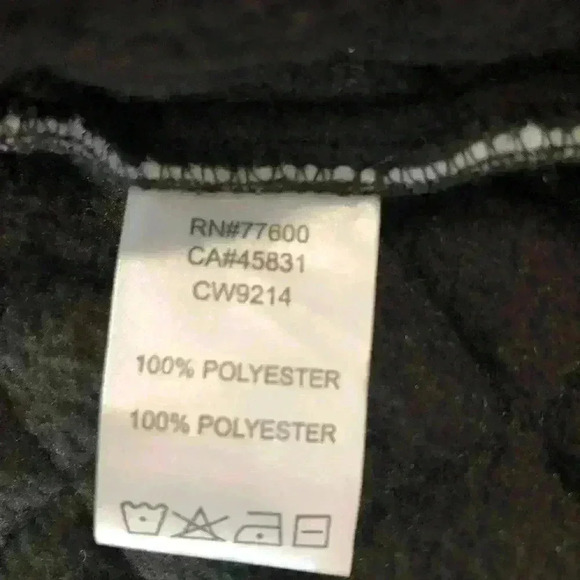 RN#77600
CA#45831
CW9214
100% POLYESTER
100% POLYESTER